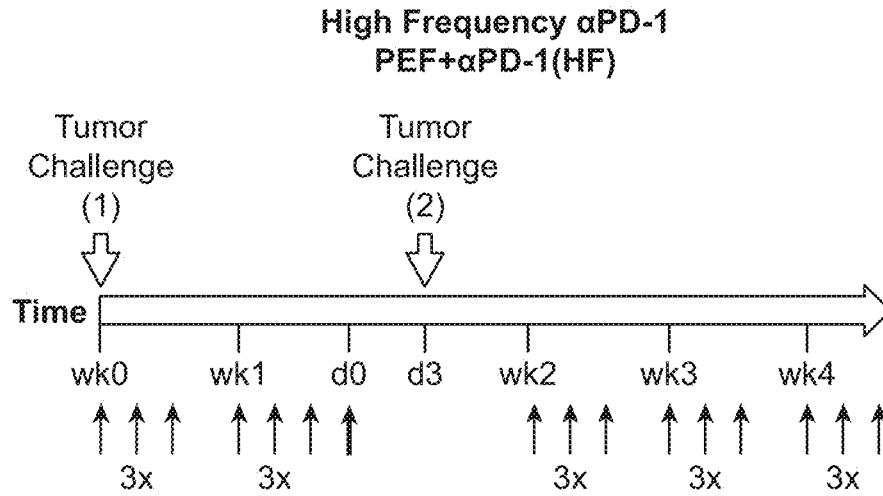 High Frequency αPD-1
PEF+αPD-1(HF)
Tumor
Challenge
(1)
Tumor
Challenge
(2)
Time
wk0 wk1 d0 d3 wk2 wk3 wk4
3x 3x 3x 3x 3x